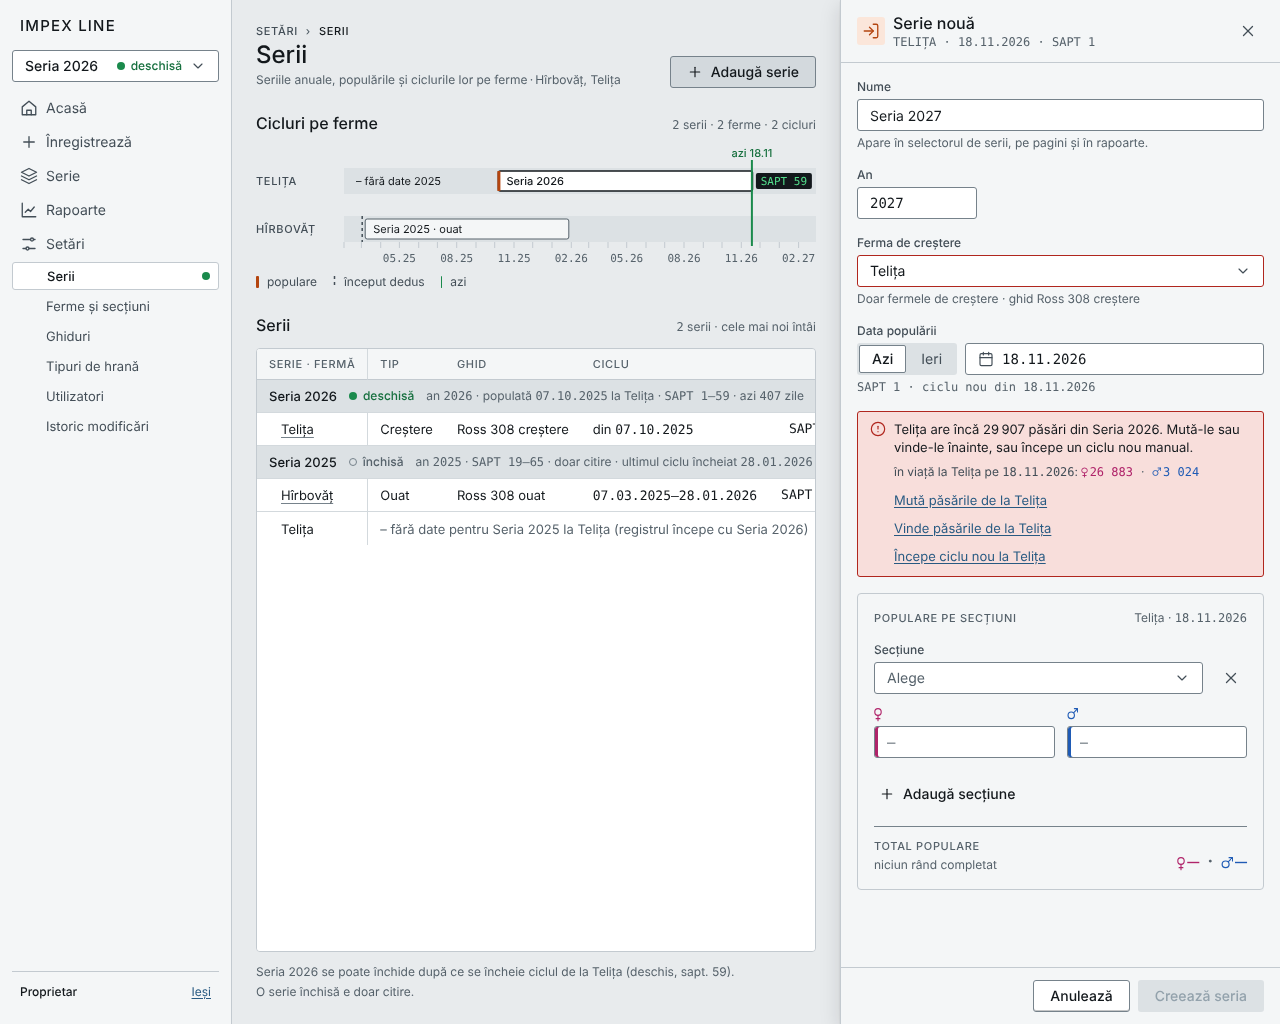 IMPEX LINE
Seria 2026 deschisă
Acasă
Înregistrează
Serie
Rapoarte
Setări
Serii
Ferme și secțiuni
Ghiduri
Tipuri de hrană
Utilizatori
Istoric modificări
Proprietar Ieși
SETĂRI › SERII
Serii
Seriile anuale, populările și ciclurile lor pe ferme · Hîrbovăț, Telița
Adaugă serie
Cicluri pe ferme
2 serii · 2 ferme · 2 cicluri
azi 18.11
TELIȚA – fără date 2025 Seria 2026 SAPT 59
HÎRBOVĂȚ Seria 2025 · ouat
05.25 08.25 11.25 02.26 05.26 08.26 11.26 02.27
populare început dedus azi
Serii
2 serii · cele mai noi întâi
SERIE · FERMĂ TIP GHID CICLU
Seria 2026 deschisă an 2026 · populată 07.10.2025 la Telița · SAPT 1–59 · azi 407 zile
Telița Creștere Ross 308 creștere din 07.10.2025 SAPT
Seria 2025 închisă an 2025 · SAPT 19–65 · doar citire · ultimul ciclu încheiat 28.01.2026
Hîrbovăț Ouat Ross 308 ouat 07.03.2025–28.01.2026 SAPT
Telița – fără date pentru Seria 2025 la Telița (registrul începe cu Seria 2026)
Seria 2026 se poate închide după ce se încheie ciclul de la Telița (deschis, sapt. 59).
O serie închisă e doar citire.
Serie nouă
TELIȚA · 18.11.2026 · SAPT 1
Nume
Seria 2027
Apare în selectorul de serii, pe pagini și în rapoarte.
An
2027
Ferma de creștere
Telița
Doar fermele de creștere · ghid Ross 308 creștere
Data populării
Azi Ieri 18.11.2026
SAPT 1 · ciclu nou din 18.11.2026
Telița are încă 29 907 păsări din Seria 2026. Mută-le sau
vinde-le înainte, sau începe un ciclu nou manual.
în viață la Telița pe 18.11.2026: ♀26 883 · ♂3 024
Mută păsările de la Telița
Vinde păsările de la Telița
Începe ciclu nou la Telița
POPULARE PE SECȚIUNI Telița · 18.11.2026
Secțiune
Alege
♀ ♂
– –
Adaugă secțiune
TOTAL POPULARE
niciun rând completat ♀— · ♂—
Anulează Creează seria